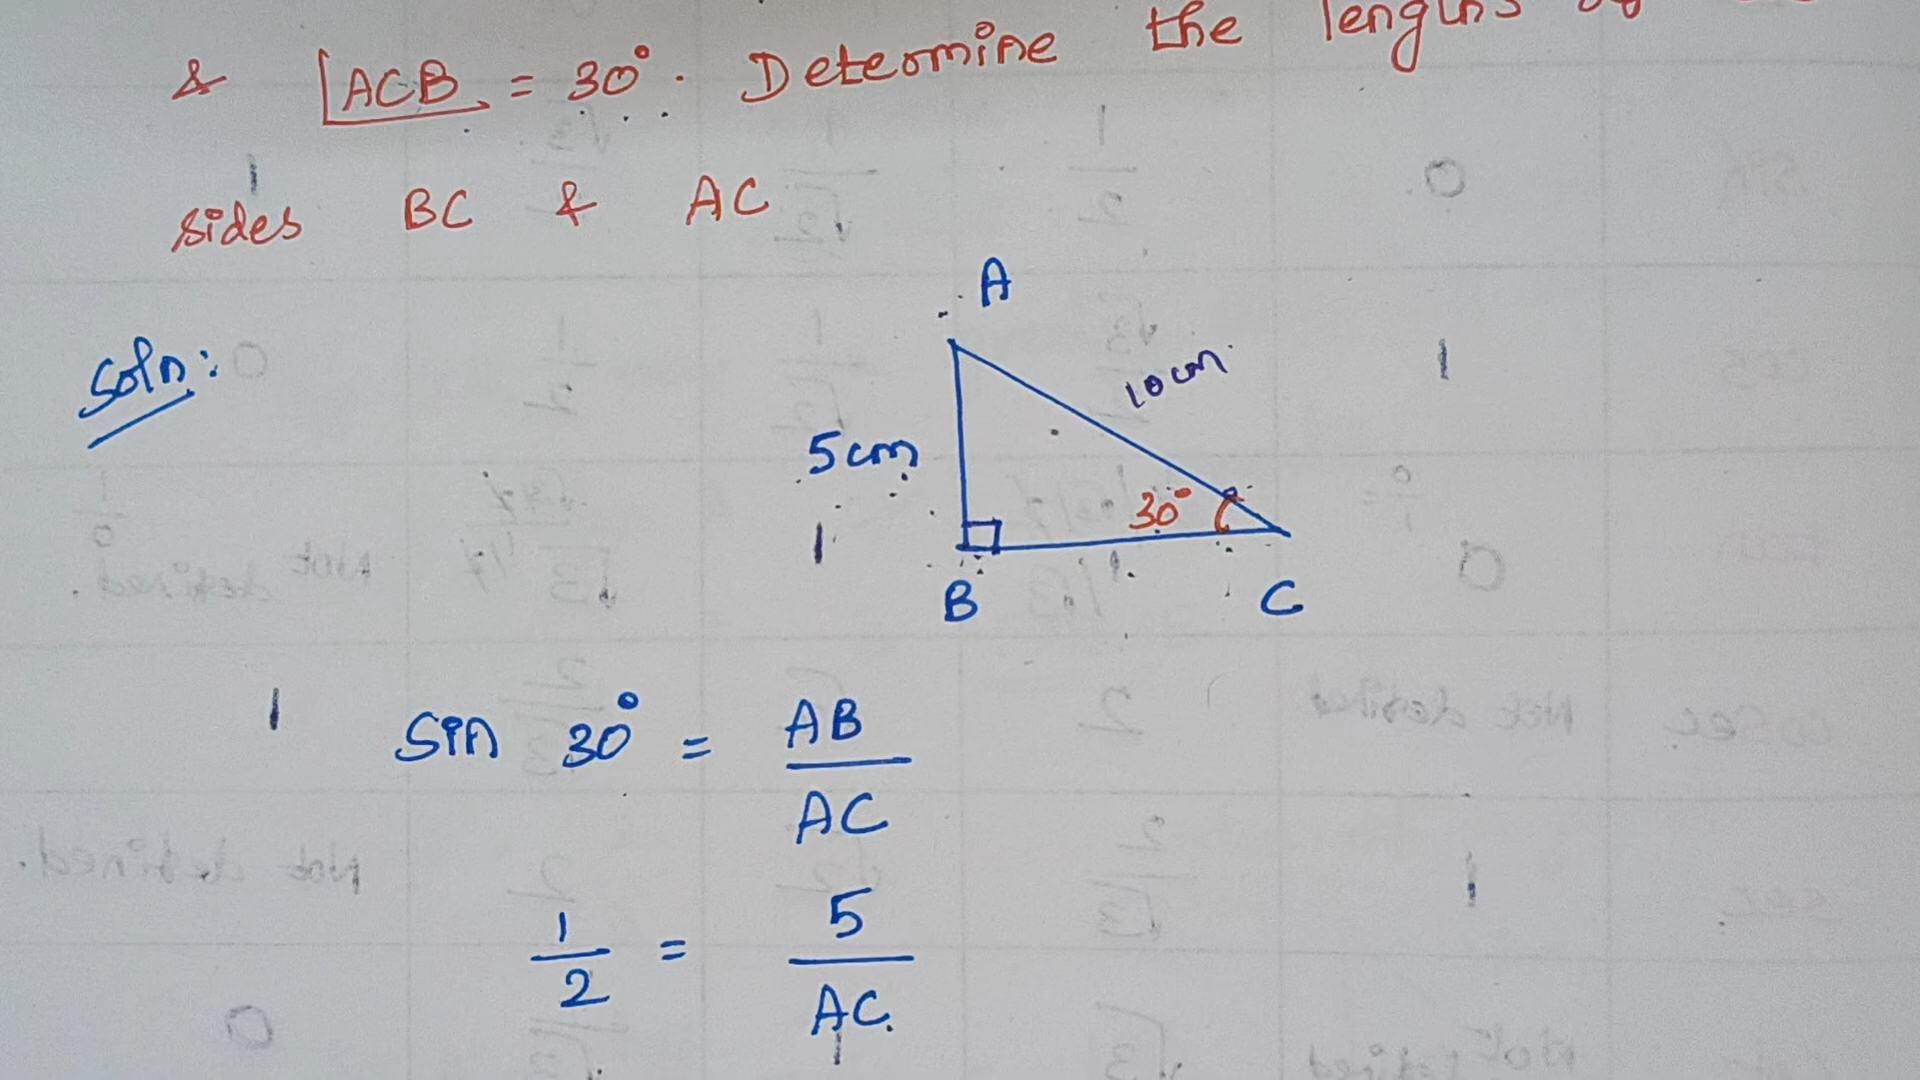 & ∠ACB = 30°. Determine the lengths
sides BC & AC
Soln:
A
10cm
5cm
30°
B
C
Sin 30° = AB/AC
1/2 = 5/AC